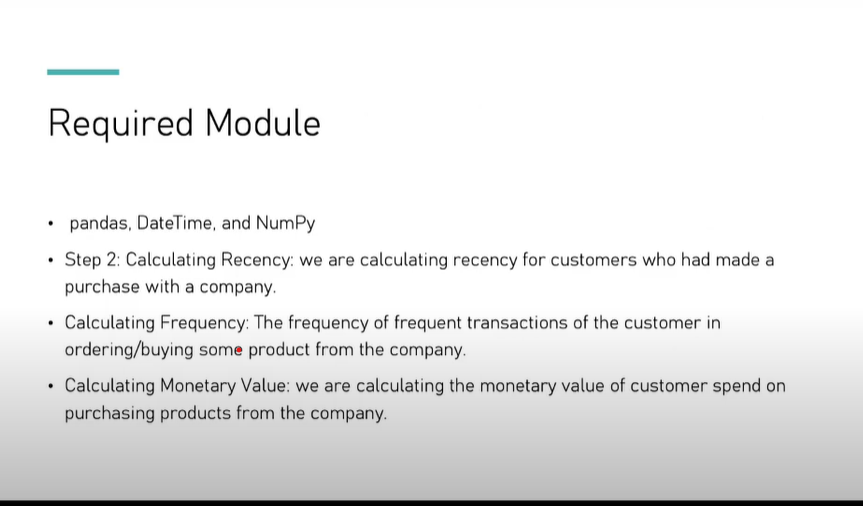 Required Module
• pandas, DateTime, and NumPy
• Step 2: Calculating Recency: we are calculating recency for customers who had made a
purchase with a company.
• Calculating Frequency: The frequency of frequent transactions of the customer in
ordering/buying some product from the company.
• Calculating Monetary Value: we are calculating the monetary value of customer spend on
purchasing products from the company.